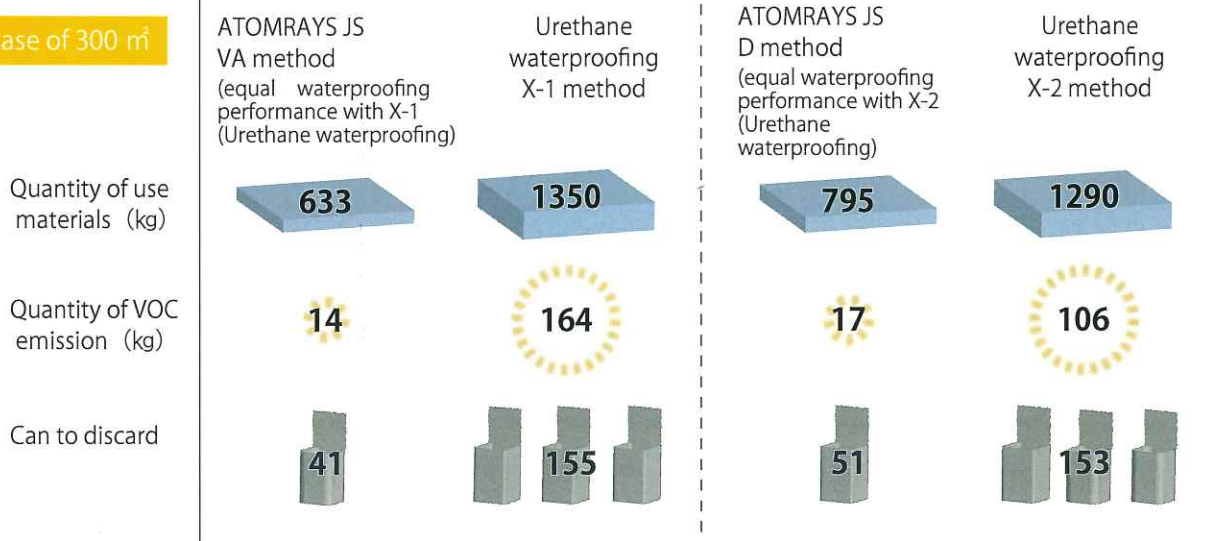 ase of 300 ㎡
ATOMRAYS JS
VA method
(equal waterproofing
performance with X-1
(Urethane waterproofing)
Urethane
waterproofing
X-1 method
ATOMRAYS JS
D method
(equal waterproofing
performance with X-2
(Urethane
waterproofing)
Urethane
waterproofing
X-2 method
Quantity of use
materials (kg)
633
1350
795
1290
Quantity of VOC
emission (kg)
14
164
17
106
Can to discard
41
155
51
153